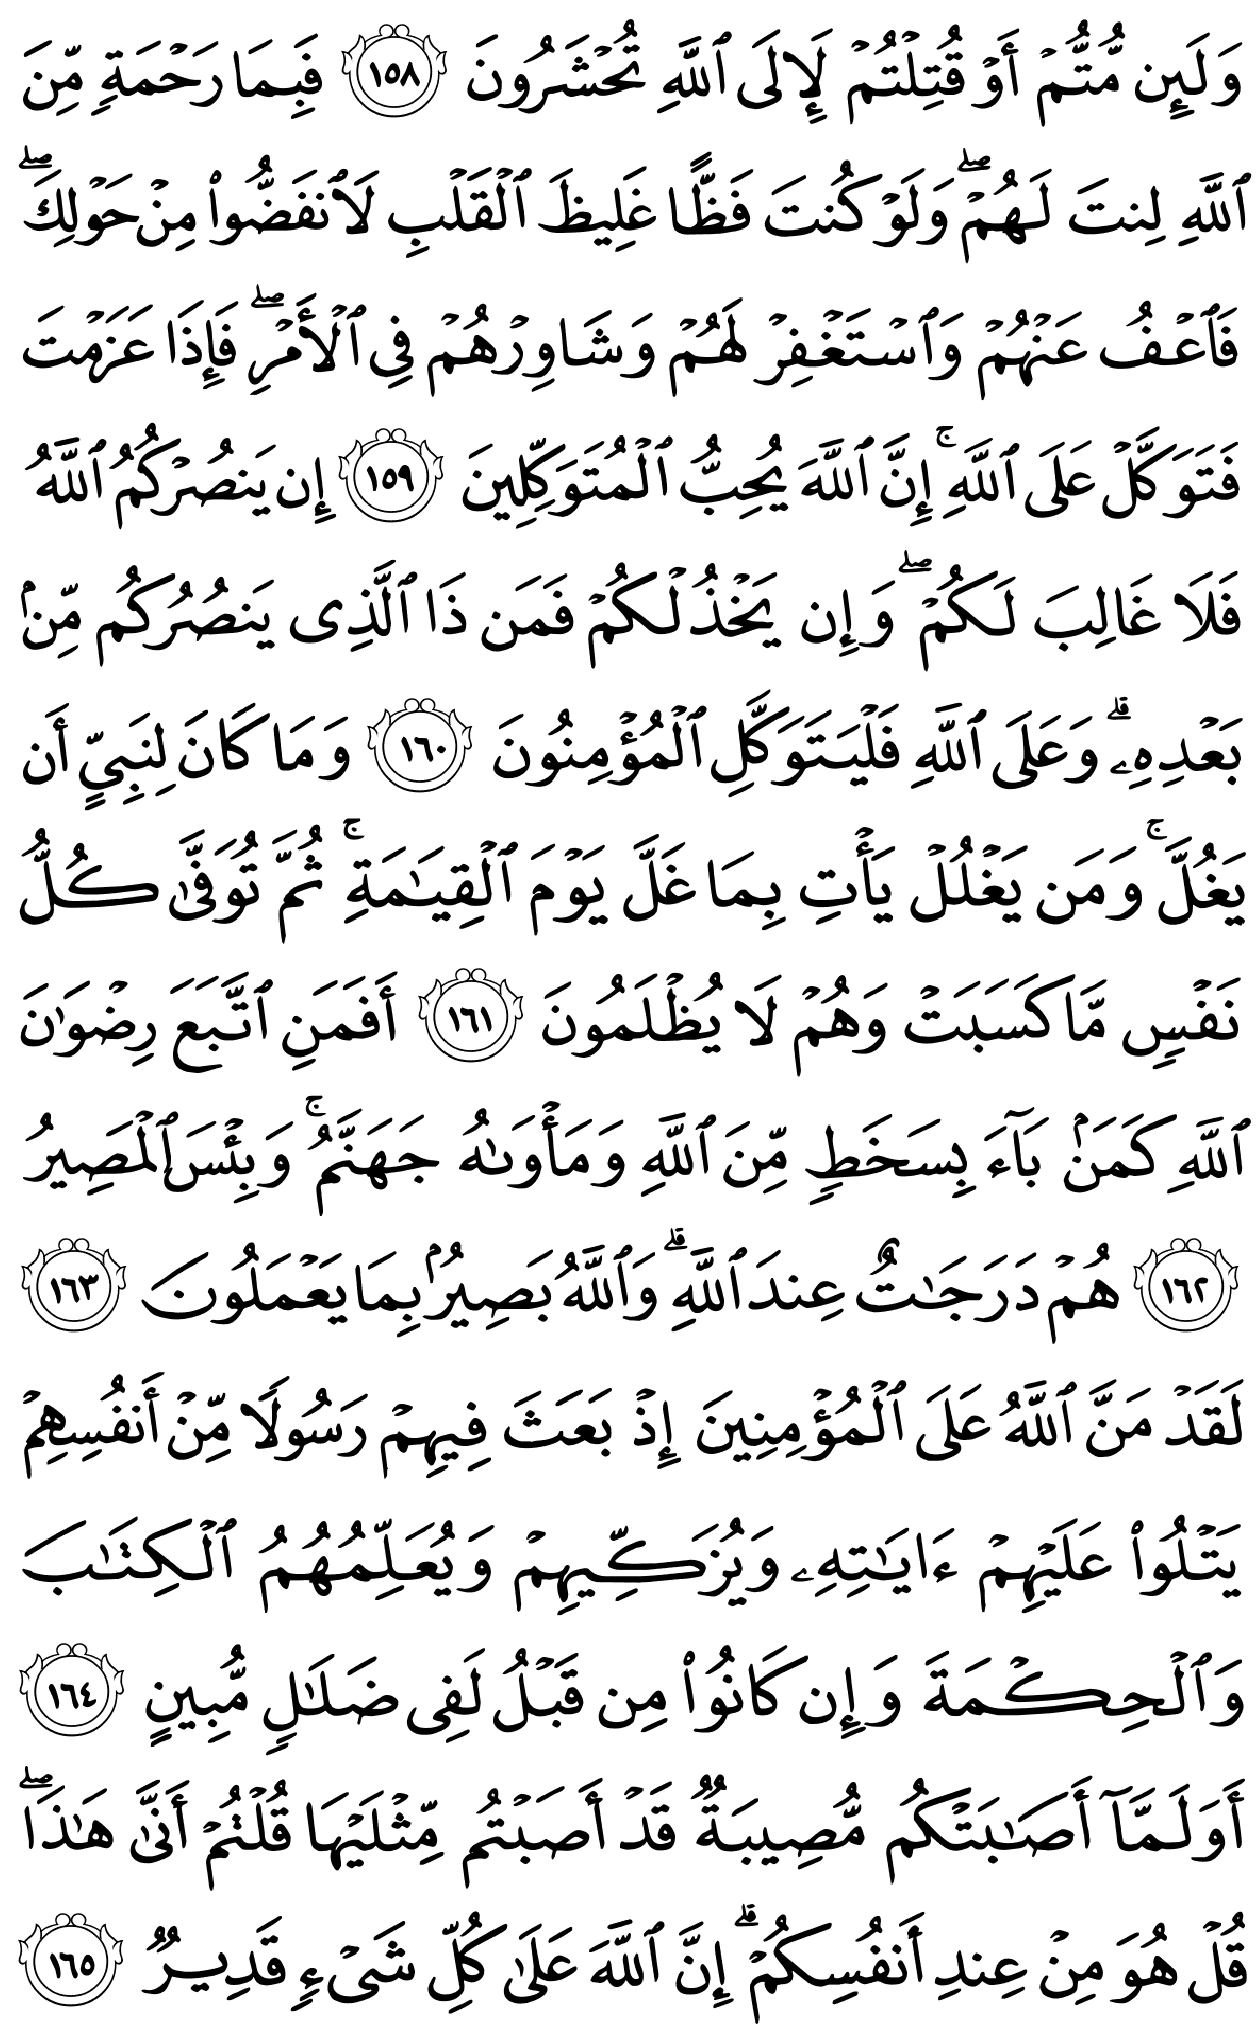 وَلَئِن مُّتُّمۡ أَوۡ قُتِلۡتُمۡ لَإِلَى ٱللَّهِ تُحۡشَرُونَ ١٥٨ فَبِمَا رَحۡمَةٖ مِّنَ
ٱللَّهِ لِنتَ لَهُمۡۖ وَلَوۡ كُنتَ فَظًّا غَلِيظَ ٱلۡقَلۡبِ لَٱنفَضُّواْ مِنۡ حَوۡلِكَۖ
فَٱعۡفُ عَنۡهُمۡ وَٱسۡتَغۡفِرۡ لَهُمۡ وَشَاوِرۡهُمۡ فِي ٱلۡأَمۡرِۖ فَإِذَا عَزَمۡتَ
فَتَوَكَّلۡ عَلَى ٱللَّهِۚ إِنَّ ٱللَّهَ يُحِبُّ ٱلۡمُتَوَكِّلِينَ ١٥٩ إِن يَنصُرۡكُمُ ٱللَّهُ
فَلَا غَالِبَ لَكُمۡۖ وَإِن يَخۡذُلۡكُمۡ فَمَن ذَا ٱلَّذِي يَنصُرُكُم مِّنۢ
بَعۡدِهِۦۗ وَعَلَى ٱللَّهِ فَلۡيَتَوَكَّلِ ٱلۡمُؤۡمِنُونَ ١٦٠ وَمَا كَانَ لِنَبِيٍّ أَن
يَغُلَّۚ وَمَن يَغۡلُلۡ يَأۡتِ بِمَا غَلَّ يَوۡمَ ٱلۡقِيَٰمَةِۚ ثُمَّ تُوَفَّىٰ كُلُّ
نَفۡسٖ مَّا كَسَبَتۡ وَهُمۡ لَا يُظۡلَمُونَ ١٦١ أَفَمَنِ ٱتَّبَعَ رِضۡوَٰنَ
ٱللَّهِ كَمَنۢ بَآءَ بِسَخَطٖ مِّنَ ٱللَّهِ وَمَأۡوَىٰهُ جَهَنَّمُۚ وَبِئۡسَ ٱلۡمَصِيرُ
١٦٢ هُمۡ دَرَجَٰتٌ عِندَ ٱللَّهِۗ وَٱللَّهُ بَصِيرُۢ بِمَا يَعۡمَلُونَ ١٦٣
لَقَدۡ مَنَّ ٱللَّهُ عَلَى ٱلۡمُؤۡمِنِينَ إِذۡ بَعَثَ فِيهِمۡ رَسُولٗا مِّنۡ أَنفُسِهِمۡ
يَتۡلُواْ عَلَيۡهِمۡ ءَايَٰتِهِۦ وَيُزَكِّيهِمۡ وَيُعَلِّمُهُمُ ٱلۡكِتَٰبَ
وَٱلۡحِكۡمَةَ وَإِن كَانُواْ مِن قَبۡلُ لَفِي ضَلَٰلٖ مُّبِينٍ ١٦٤
أَوَلَمَّآ أَصَٰبَتۡكُم مُّصِيبَةٞ قَدۡ أَصَبۡتُم مِّثۡلَيۡهَا قُلۡتُمۡ أَنَّىٰ هَٰذَاۖ
قُلۡ هُوَ مِنۡ عِندِ أَنفُسِكُمۡۗ إِنَّ ٱللَّهَ عَلَىٰ كُلِّ شَيۡءٖ قَدِيرٞ ١٦٥